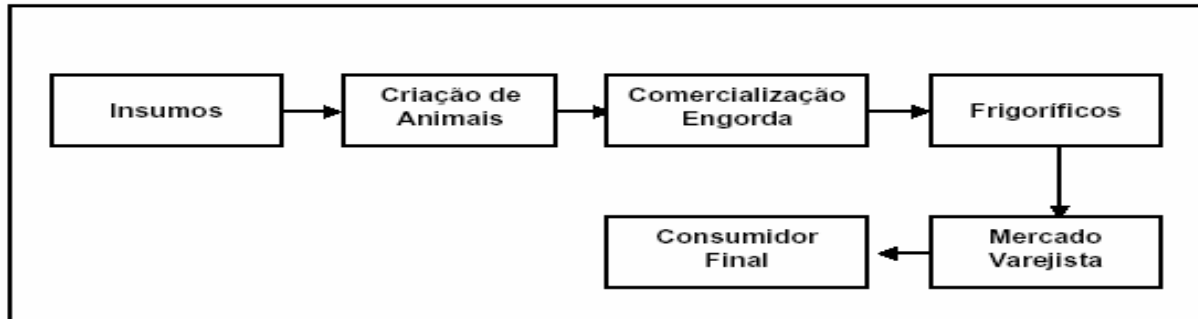 Insumos
Criação de
Animais
Comercialização
Engorda
Frigoríficos
Mercado
Varejista
Consumidor
Final